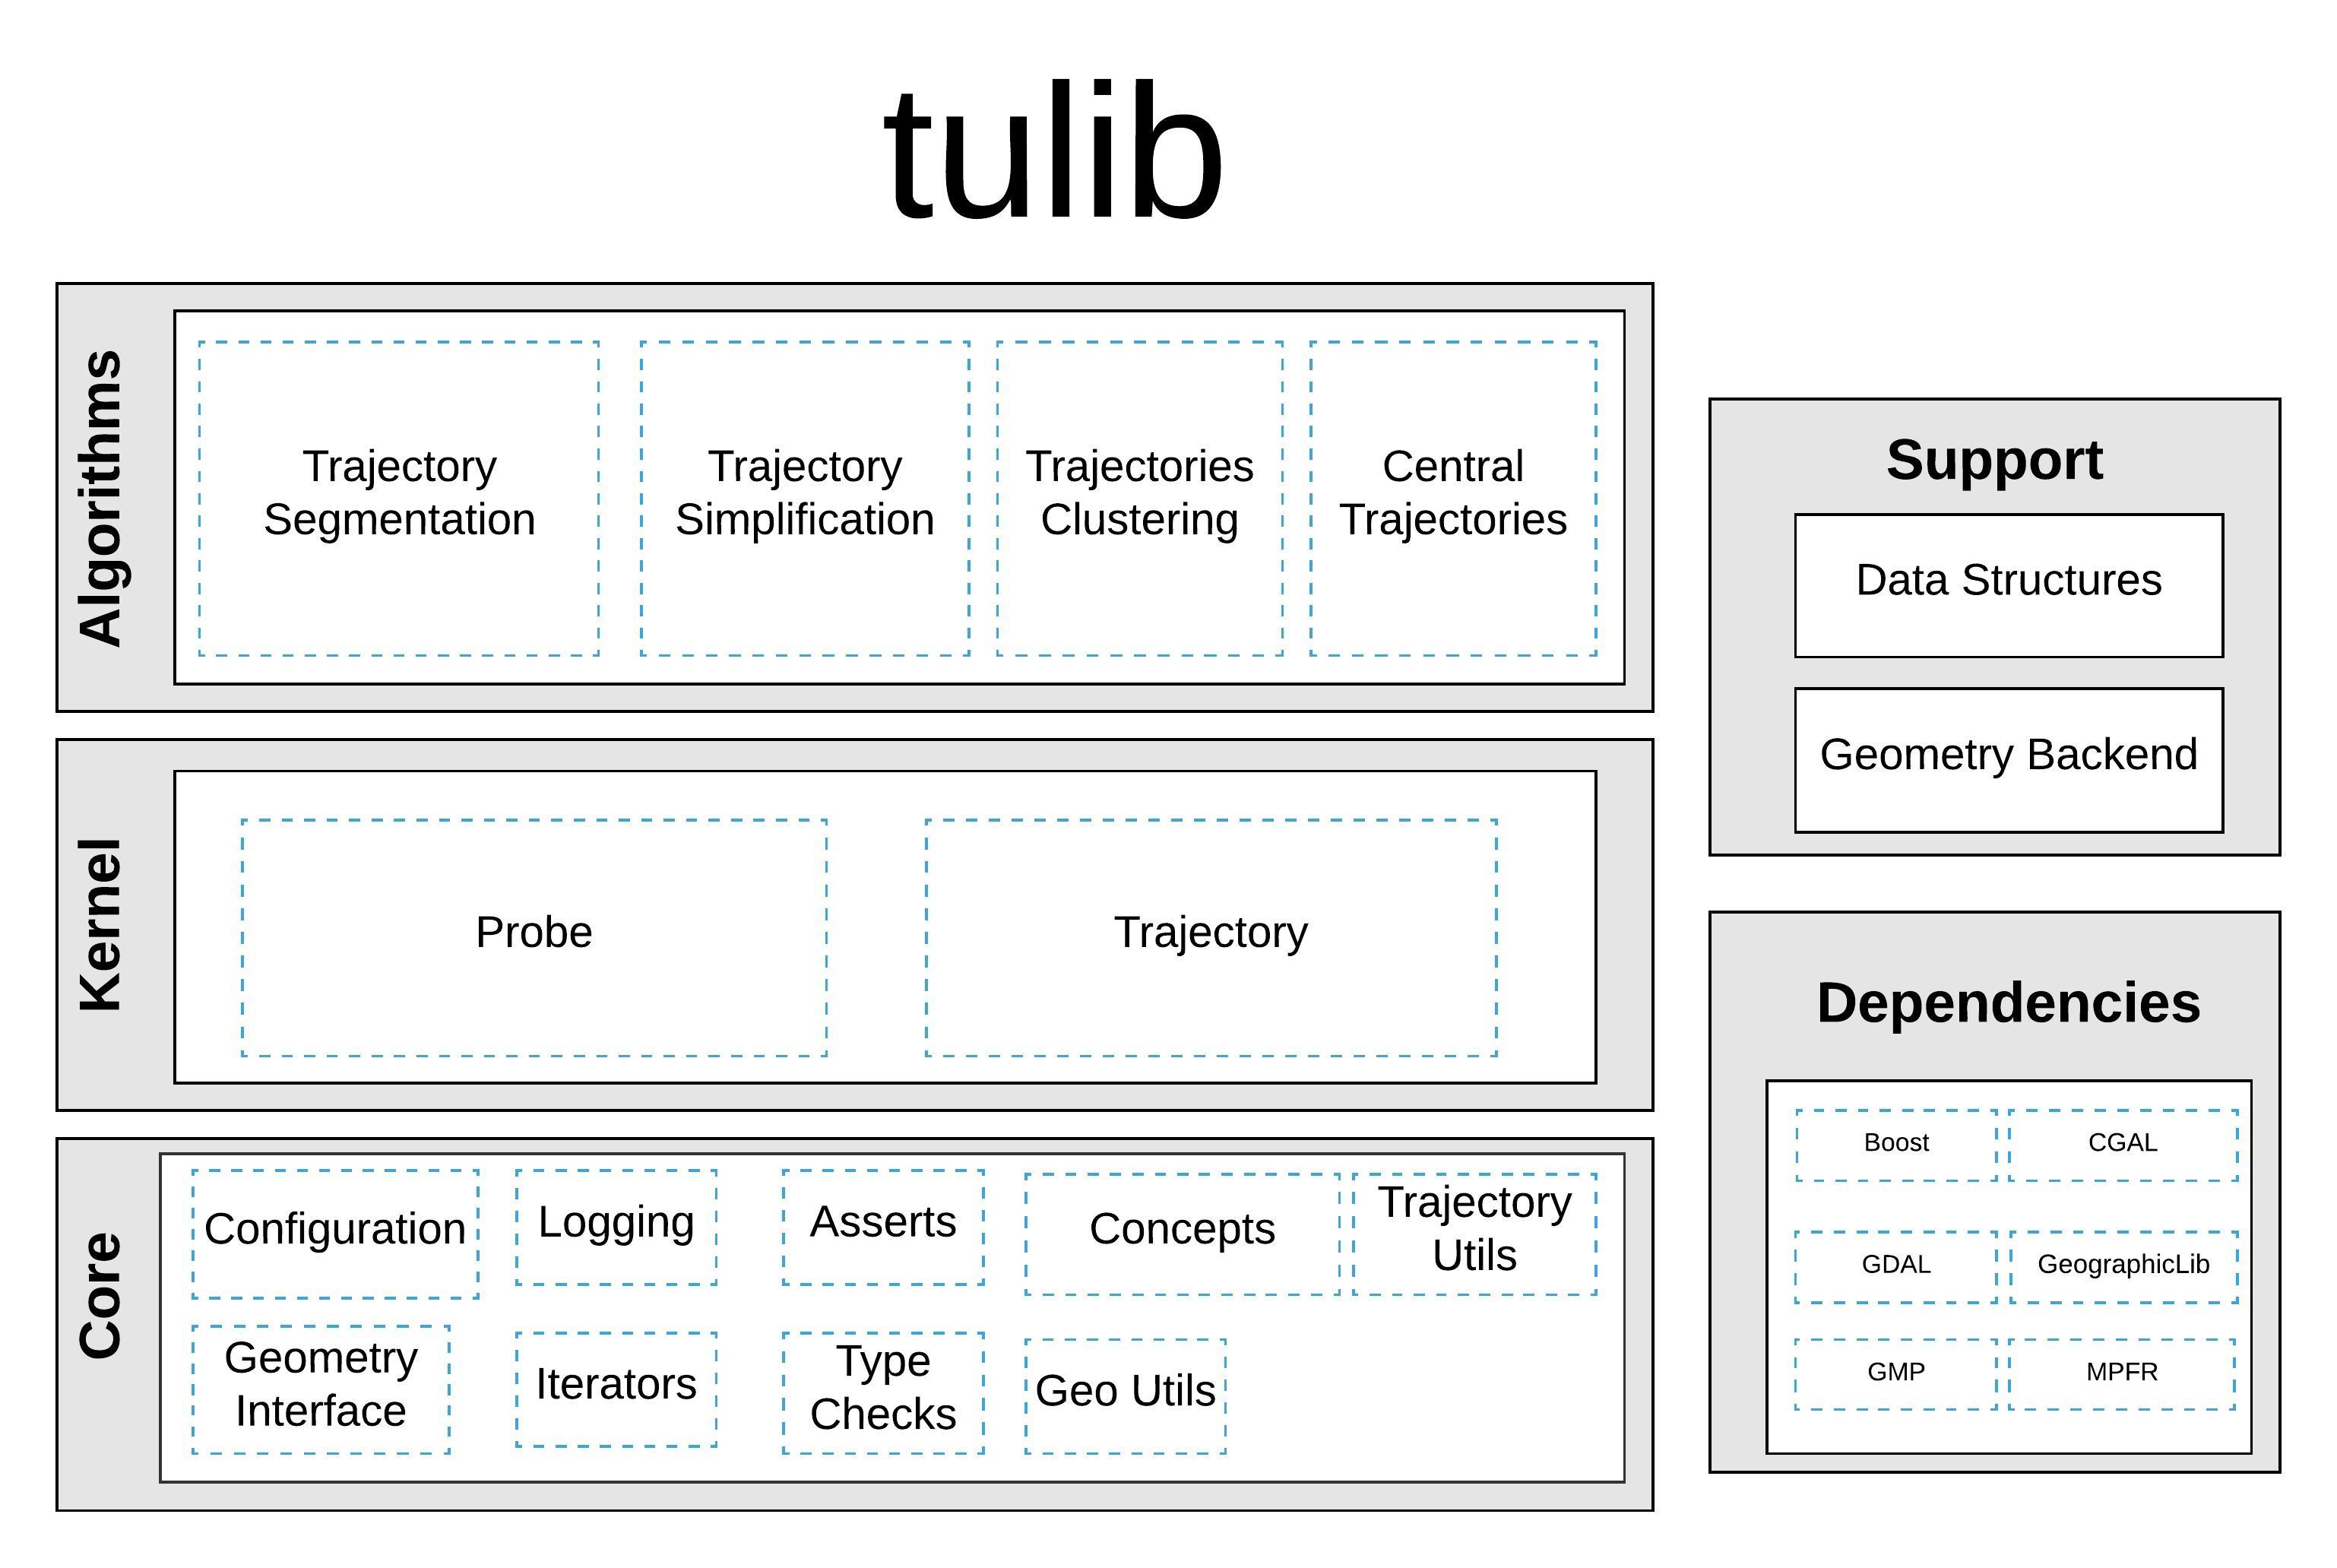 tulib
Algorithms
Trajectory
Segmentation
Trajectory
Simplification
Trajectories
Clustering
Central
Trajectories
Kernel
Probe
Trajectory
Core
Configuration
Logging
Asserts
Concepts
Trajectory
Utils
Geometry
Interface
Iterators
Type
Checks
Geo Utils
Support
Data Structures
Geometry Backend
Dependencies
Boost
CGAL
GDAL
GeographicLib
GMP
MPFR